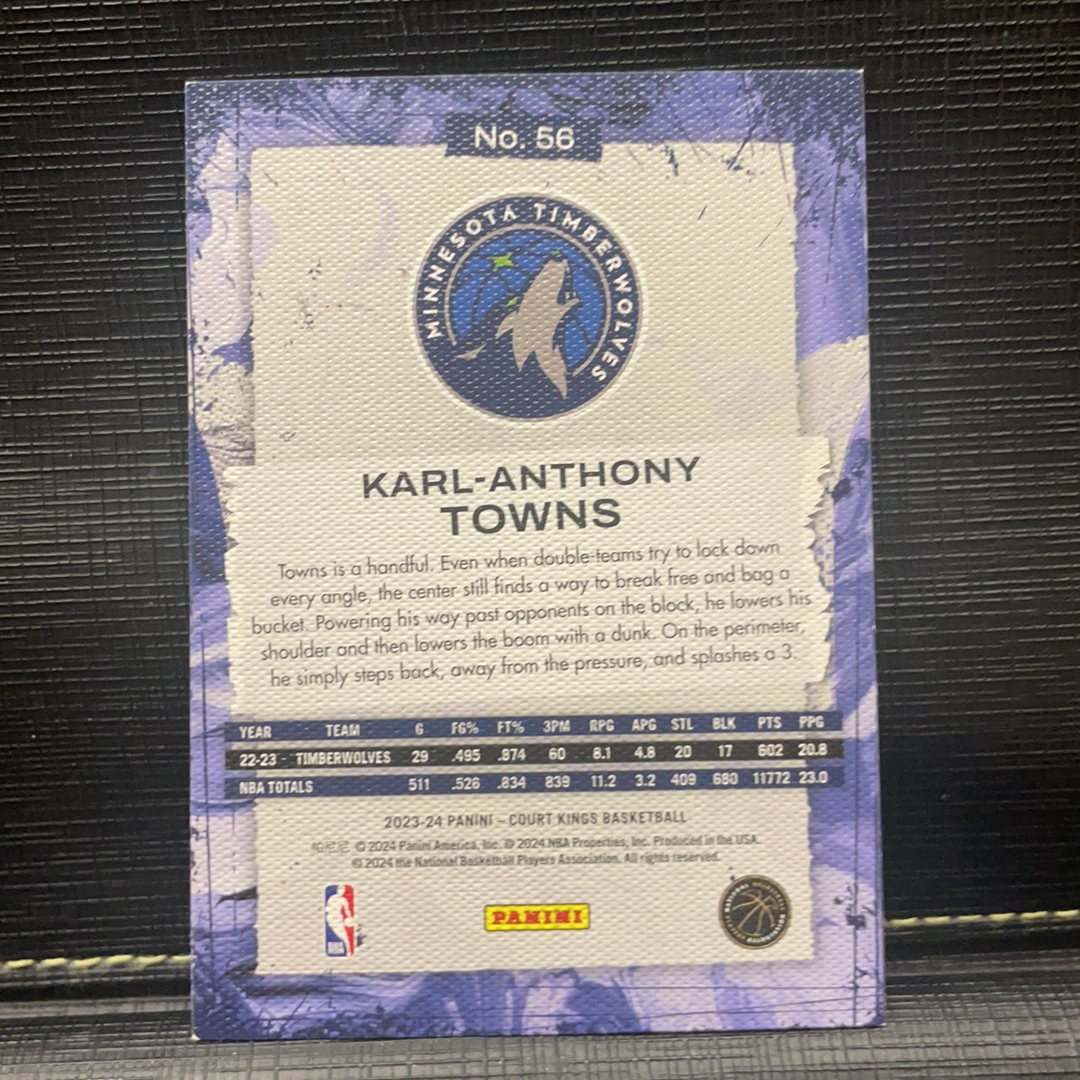 No. 56
MINNESOTA TIMBERWOLVES
KARL-ANTHONY
TOWNS
Towns is a handful. Even when double-teams try to lock down
every angle, the center still finds a way to break free and bag a
bucket. Powering his way past opponents on the block, he lowers his
shoulder and then lowers the boom with a dunk. On the perimeter,
he simply steps back, away from the pressure, and splashes a 3.
YEAR TEAM G FG% FT% 3PM RPG APG STL BLK PTS PPG
22-23 - TIMBERWOLVES 29 .495 .874 60 8.1 4.8 20 17 602 20.8
NBA TOTALS 511 .526 .834 839 11.2 3.2 409 680 11772 23.0
2023-24 PANINI – COURT KINGS BASKETBALL
© 2024 Panini America, Inc. © 2024 NBA Properties, Inc. Produced in the USA.
© 2024 the National Basketball Players Association. All rights reserved.
NBA
PANINI